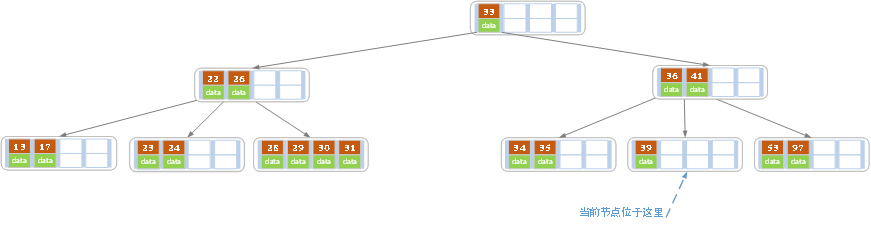 33
data
22 26
data data
36 41
data data
13 17
data data
23 24
data data
28 29 30 31
data data data data
34 35
data data
39
data
53 97
data data
当前节点位于这里